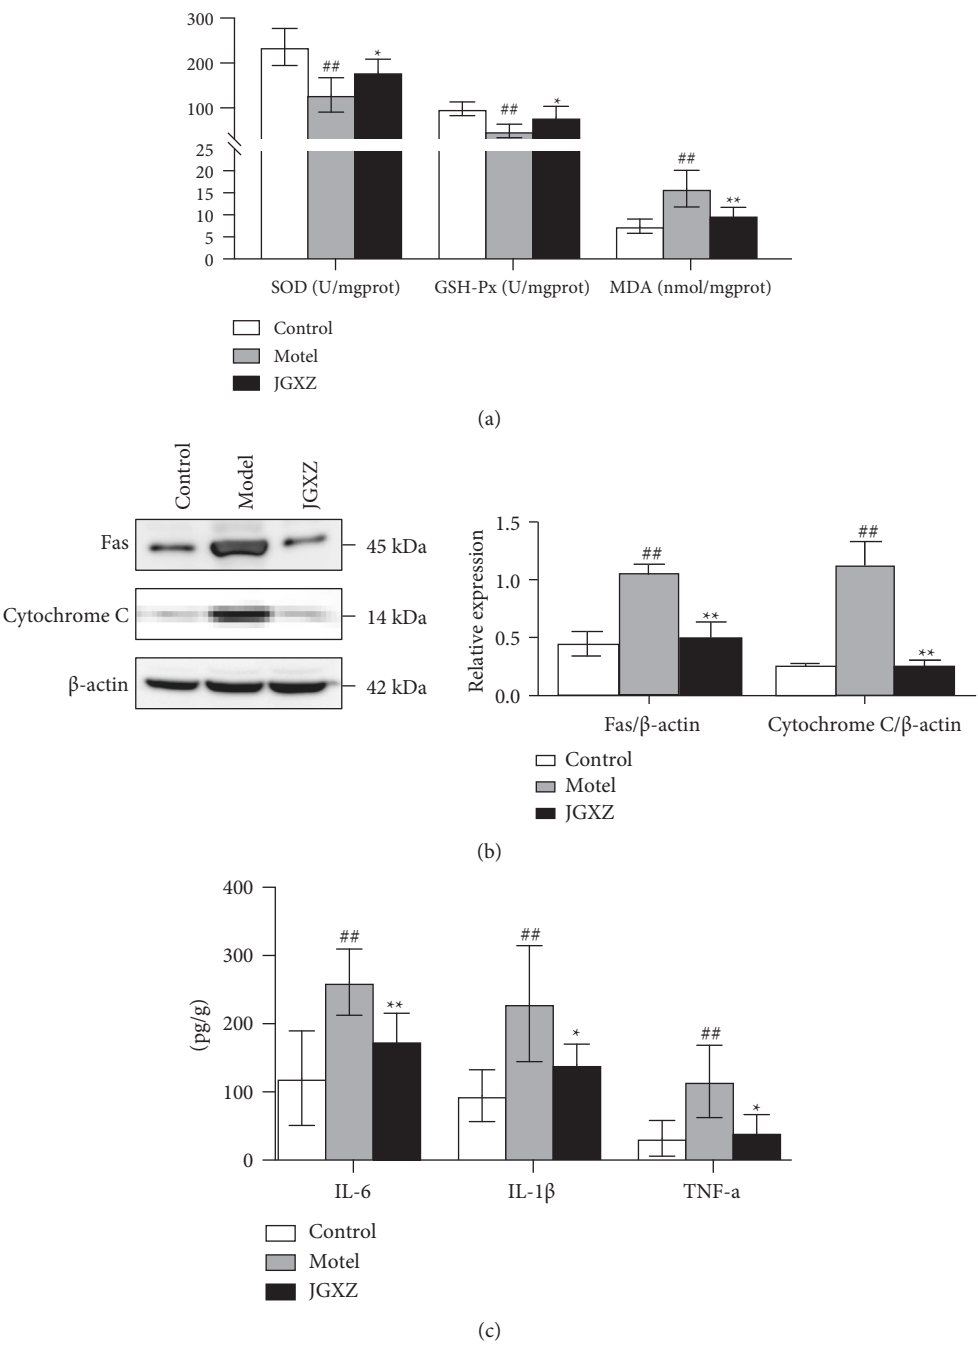 300
200
100
25
20
15
10
5
0
##
*
##
*
##
**
SOD (U/mgprot) GSH-Px (U/mgprot) MDA (nmol/mgprot)
Control
Motel
JGXZ
(a)
Control Model JGXZ
Fas 45 kDa
Cytochrome C 14 kDa
β-actin 42 kDa
Relative expression
1.5
1.0
0.5
0.0
##
**
##
**
Fas/β-actin Cytochrome C/β-actin
Control
Motel
JGXZ
(b)
(pg/g)
400
300
200
100
0
##
**
##
*
##
*
IL-6 IL-1β TNF-a
Control
Motel
JGXZ
(c)